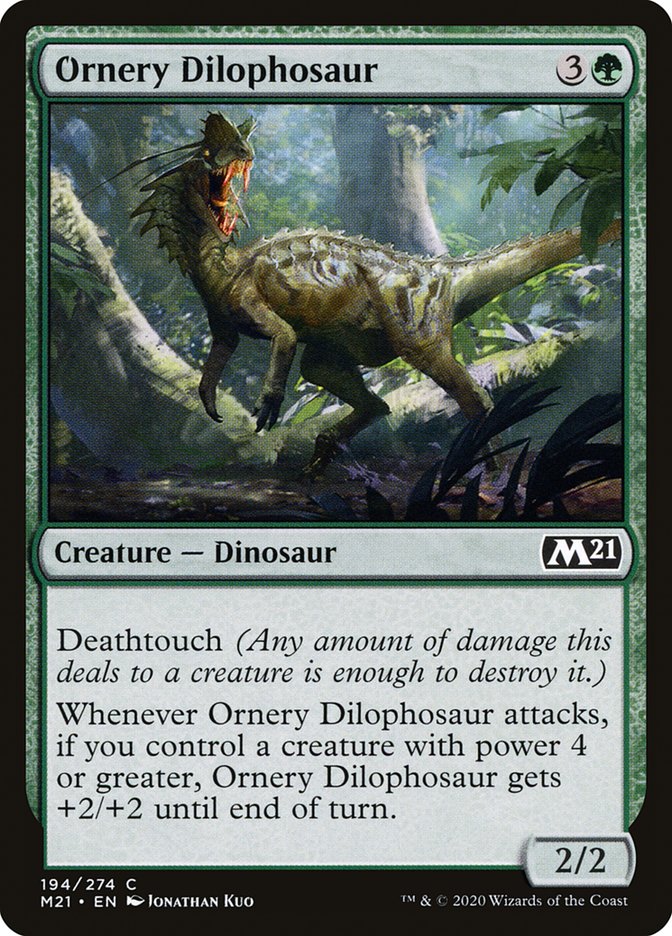 Ornery Dilophosaur 3
Creature — Dinosaur M21
Deathtouch (Any amount of damage this
deals to a creature is enough to destroy it.)
Whenever Ornery Dilophosaur attacks,
if you control a creature with power 4
or greater, Ornery Dilophosaur gets
+2/+2 until end of turn.
2/2
194/274 C
M21 • EN Jonathan Kuo
™ & © 2020 Wizards of the Coast